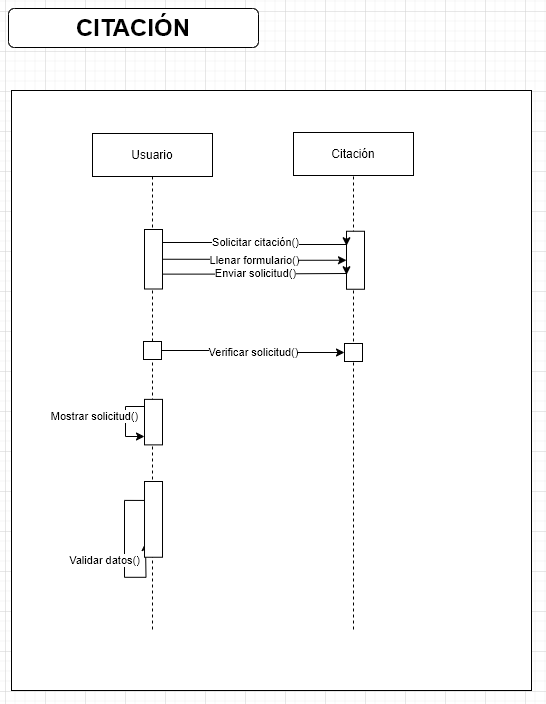 CITACIÓN
Usuario
Citación
Solicitar citación()
Llenar formulario()
Enviar solicitud()
Verificar solicitud()
Mostrar solicitud()
Validar datos()